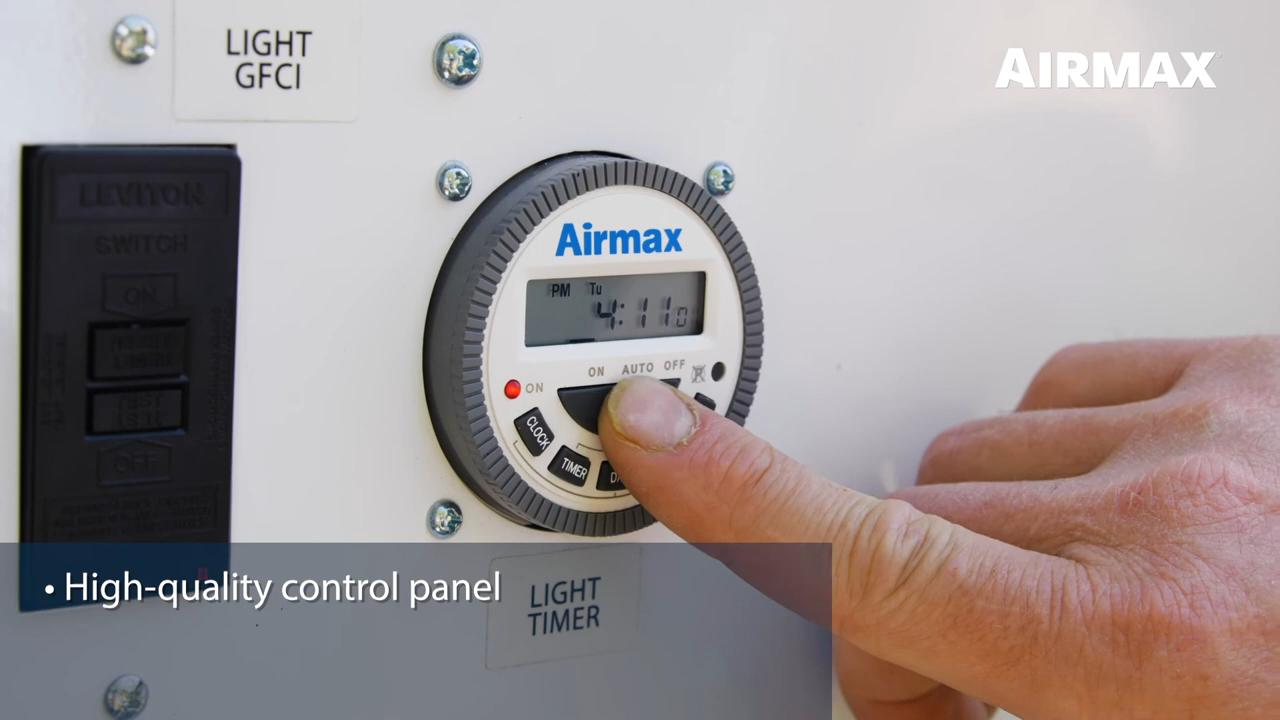 LIGHT
GFCI
AIRMAX
LEVITON
SWITCH
ON
OFF
Airmax
PM Tu
4:11
ON AUTO OFF
ON
CLOCK
TIMER
• High-quality control panel
LIGHT
TIMER